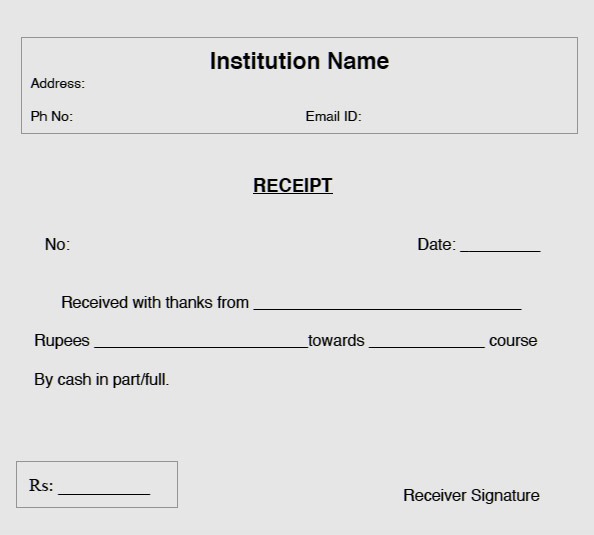 Institution Name
Address:
Ph No: Email ID:
RECEIPT
No: Date: _________
Received with thanks from ______________________________
Rupees ________________________towards _____________ course
By cash in part/full.
Rs: __________
Receiver Signature